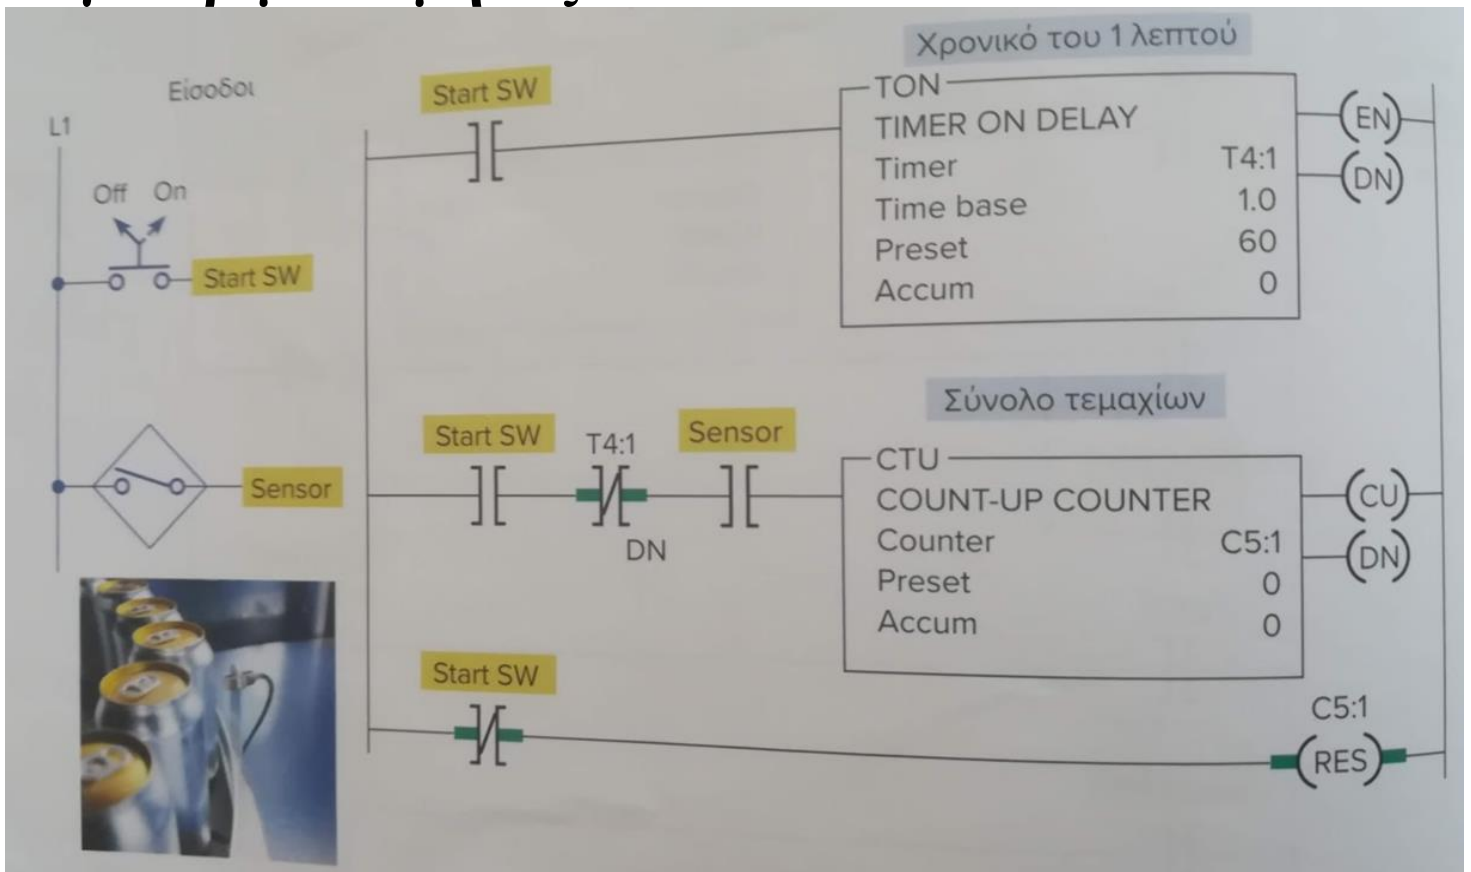 Είσοδοι
L1
Off On
Start SW
Sensor
Start SW
Χρονικό του 1 λεπτού
TON
TIMER ON DELAY
Timer T4:1
Time base 1.0
Preset 60
Accum 0
EN
DN
Start SW
T4:1
DN
Sensor
Σύνολο τεμαχίων
CTU
COUNT-UP COUNTER
Counter C5:1
Preset 0
Accum 0
CU
DN
Start SW
C5:1
RES